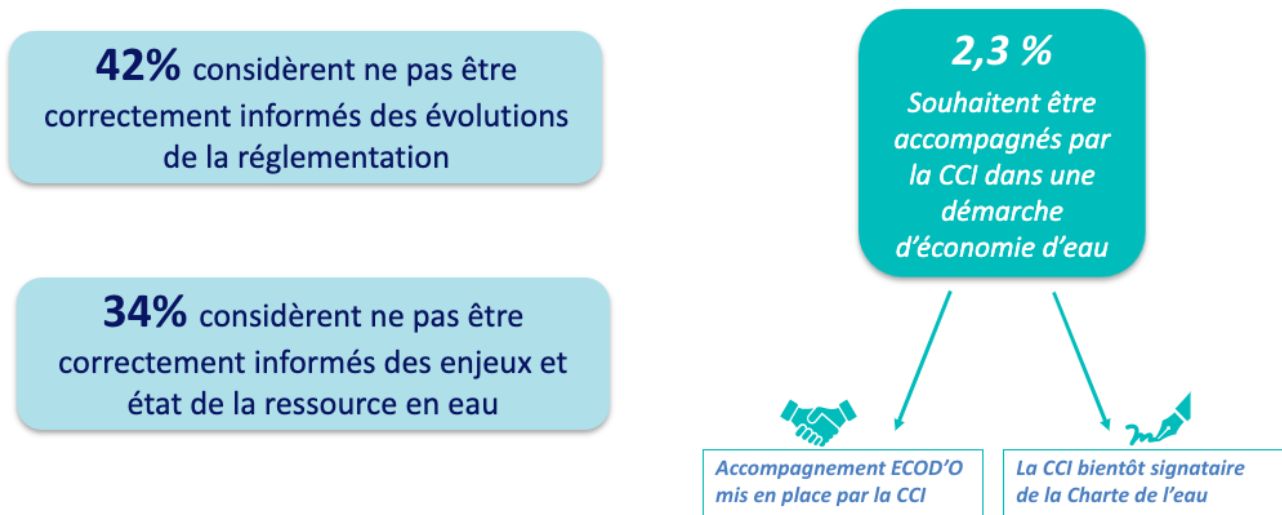 42% considèrent ne pas être
correctement informés des évolutions
de la réglementation
34% considèrent ne pas être
correctement informés des enjeux et
état de la ressource en eau
2,3 %
Souhaitent être
accompagnés par
la CCI dans une
démarche
d’économie d’eau
Accompagnement ECOD’O
mis en place par la CCI
La CCI bientôt signataire
de la Charte de l’eau